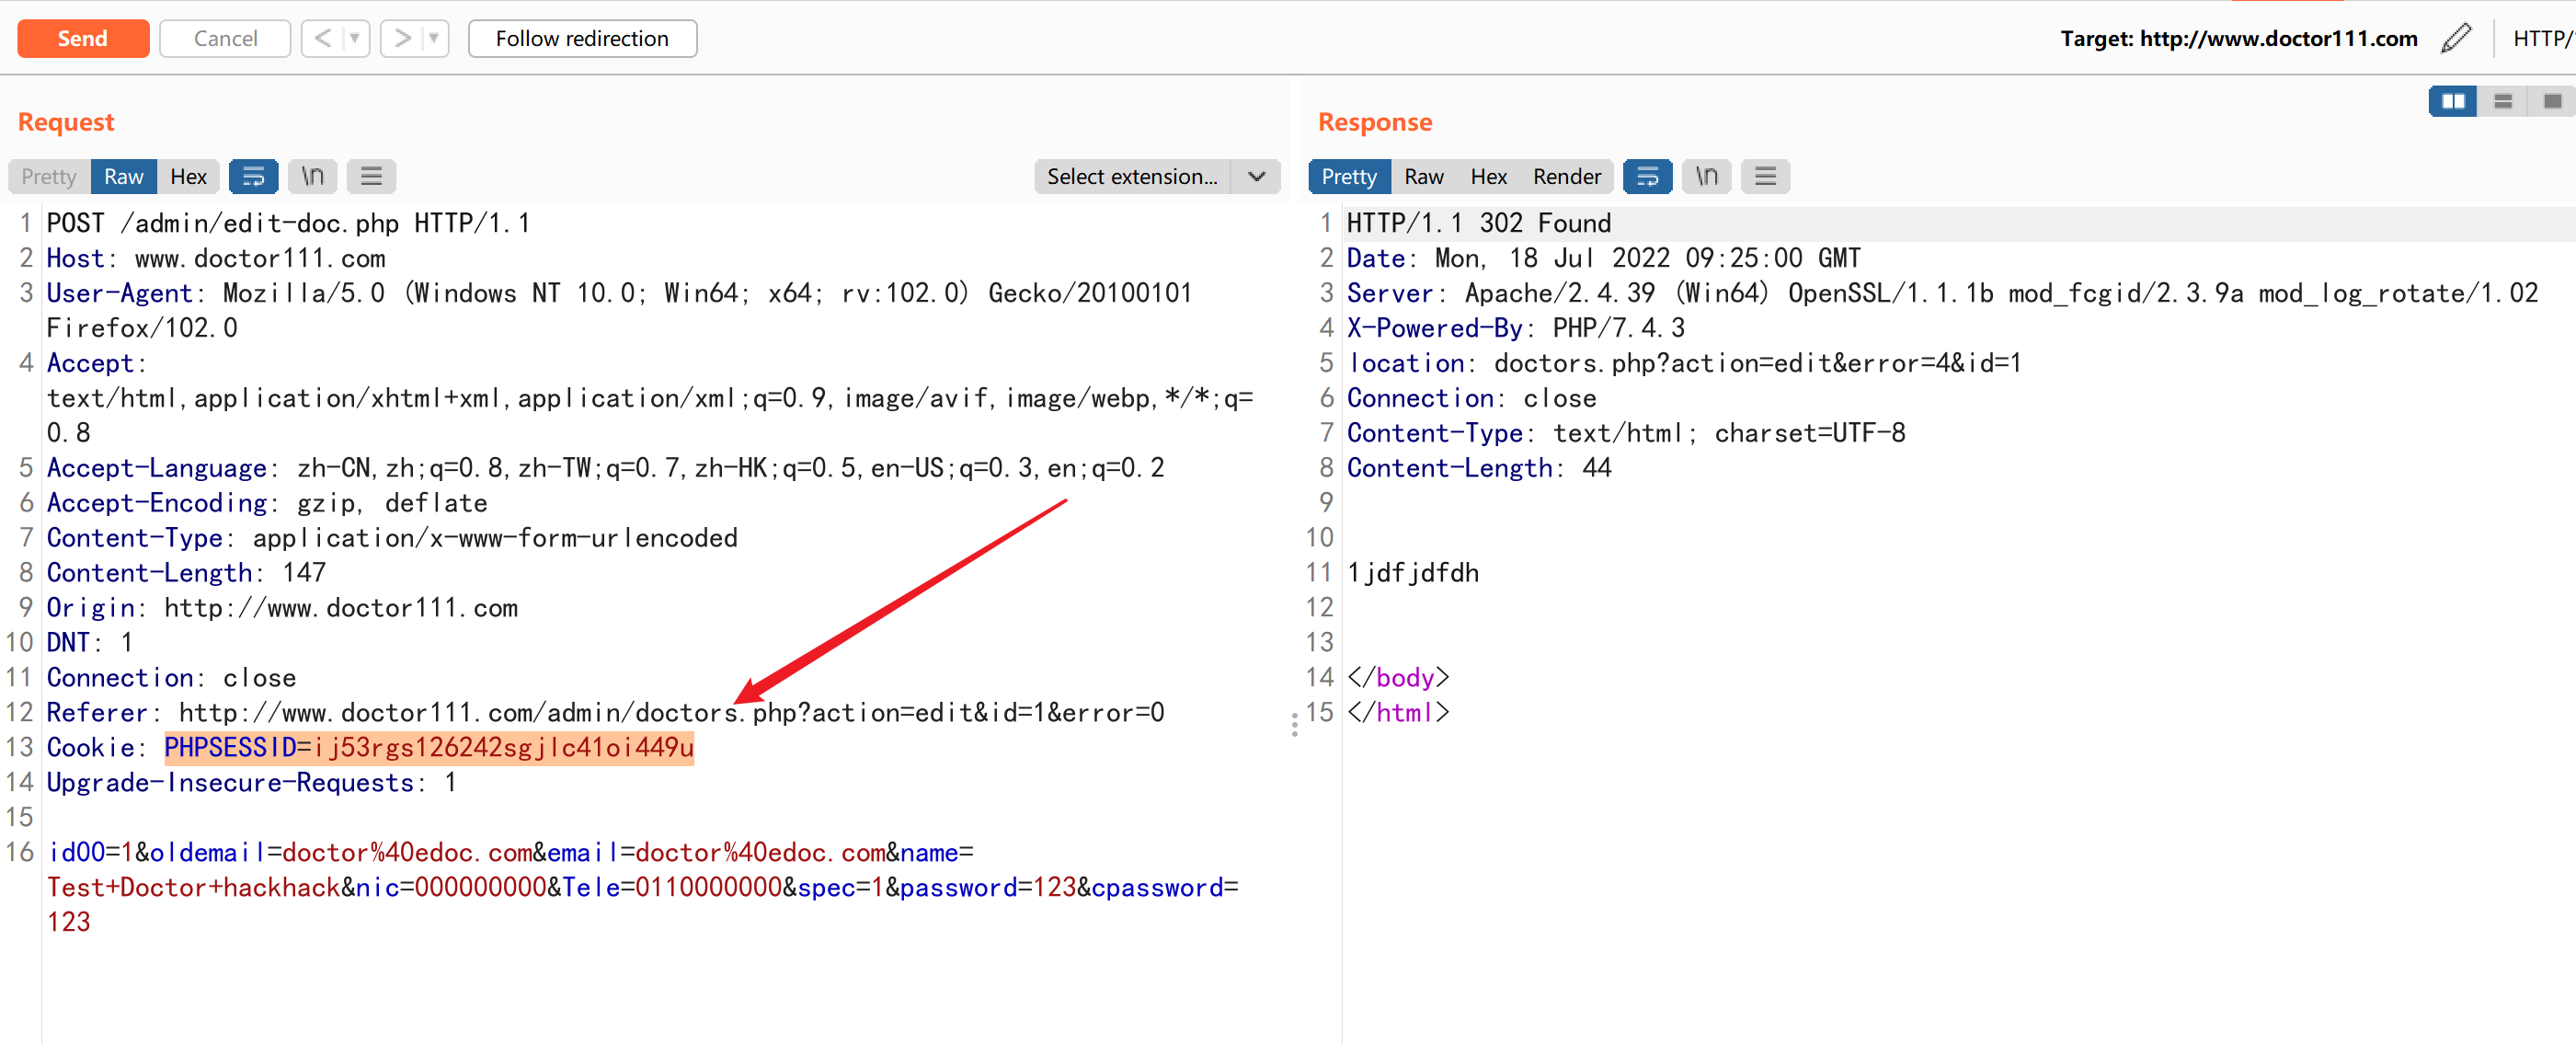 Send Cancel < > Follow redirection Target: http://www.doctor111.com HTTP/
Request
Pretty Raw Hex \n Select extension...
1 POST /admin/edit-doc.php HTTP/1.1
2 Host: www.doctor111.com
3 User-Agent: Mozilla/5.0 (Windows NT 10.0; Win64; x64; rv:102.0) Gecko/20100101
Firefox/102.0
4 Accept:
text/html,application/xhtml+xml,application/xml;q=0.9,image/avif,image/webp,*/*;q=
0.8
5 Accept-Language: zh-CN,zh;q=0.8,zh-TW;q=0.7,zh-HK;q=0.5,en-US;q=0.3,en;q=0.2
6 Accept-Encoding: gzip, deflate
7 Content-Type: application/x-www-form-urlencoded
8 Content-Length: 147
9 Origin: http://www.doctor111.com
10 DNT: 1
11 Connection: close
12 Referer: http://www.doctor111.com/admin/doctors.php?action=edit&id=1&error=0
13 Cookie: PHPSESSID=ij53rgs126242sgjlc41oi449u
14 Upgrade-Insecure-Requests: 1
15
16 id00=1&oldemail=doctor%40edoc.com&email=doctor%40edoc.com&name=
Test+Doctor+hackhack&nic=000000000&Tele=0110000000&spec=1&password=123&cpassword=
123
Response
Pretty Raw Hex Render \n
1 HTTP/1.1 302 Found
2 Date: Mon, 18 Jul 2022 09:25:00 GMT
3 Server: Apache/2.4.39 (Win64) OpenSSL/1.1.1b mod_fcgid/2.3.9a mod_log_rotate/1.02
4 X-Powered-By: PHP/7.4.3
5 location: doctors.php?action=edit&error=4&id=1
6 Connection: close
7 Content-Type: text/html; charset=UTF-8
8 Content-Length: 44
9
10
11 1jdfjdfdh
12
13
14 </body>
15 </html>